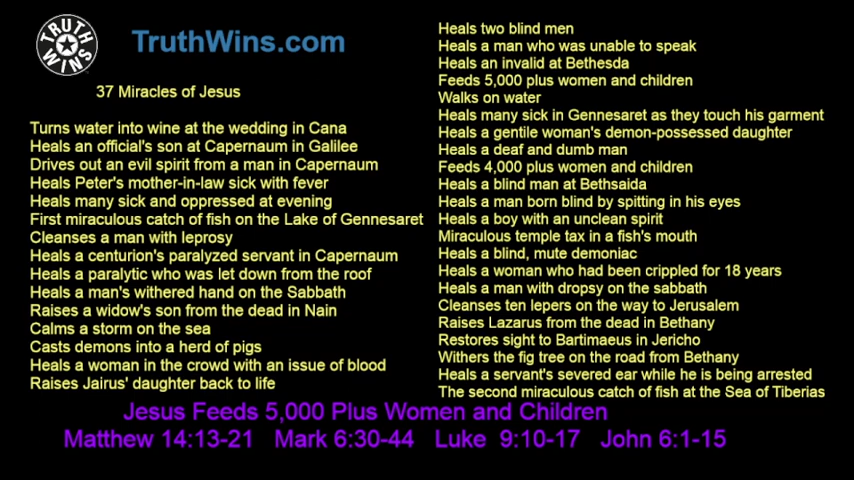 TRUTH WINS
TruthWins.com
37 Miracles of Jesus
Turns water into wine at the wedding in Cana
Heals an official's son at Capernaum in Galilee
Drives out an evil spirit from a man in Capernaum
Heals Peter's mother-in-law sick with fever
Heals many sick and oppressed at evening
First miraculous catch of fish on the Lake of Gennesaret
Cleanses a man with leprosy
Heals a centurion's paralyzed servant in Capernaum
Heals a paralytic who was let down from the roof
Heals a man's withered hand on the Sabbath
Raises a widow's son from the dead in Nain
Calms a storm on the sea
Casts demons into a herd of pigs
Heals a woman in the crowd with an issue of blood
Raises Jairus' daughter back to life
Heals two blind men
Heals a man who was unable to speak
Heals an invalid at Bethesda
Feeds 5,000 plus women and children
Walks on water
Heals many sick in Gennesaret as they touch his garment
Heals a gentile woman's demon-possessed daughter
Heals a deaf and dumb man
Feeds 4,000 plus women and children
Heals a blind man at Bethsaida
Heals a man born blind by spitting in his eyes
Heals a boy with an unclean spirit
Miraculous temple tax in a fish's mouth
Heals a blind, mute demoniac
Heals a woman who had been crippled for 18 years
Heals a man with dropsy on the sabbath
Cleanses ten lepers on the way to Jerusalem
Raises Lazarus from the dead in Bethany
Restores sight to Bartimaeus in Jericho
Withers the fig tree on the road from Bethany
Heals a servant's severed ear while he is being arrested
The second miraculous catch of fish at the Sea of Tiberias
Jesus Feeds 5,000 Plus Women and Children
Matthew 14:13-21 Mark 6:30-44 Luke 9:10-17 John 6:1-15